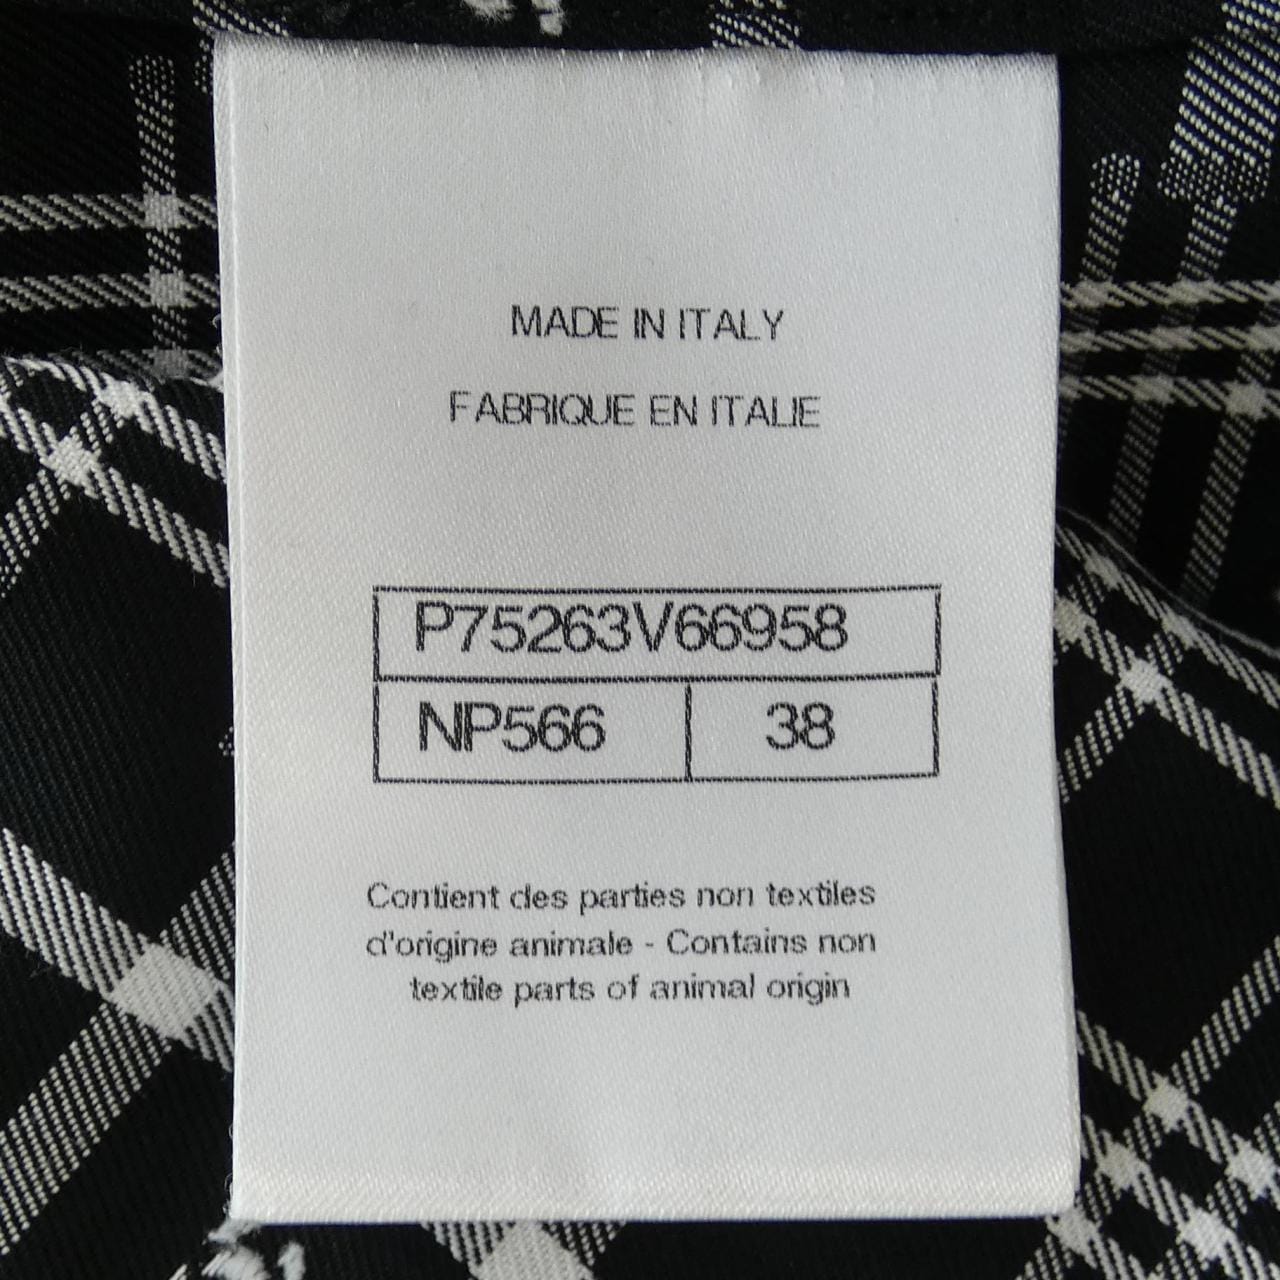 MADE IN ITALY
FABRIQUE EN ITALIE
P75263V66958
NP566 38
Contient des parties non textiles
d'origine animale - Contains non
textile parts of animal origin